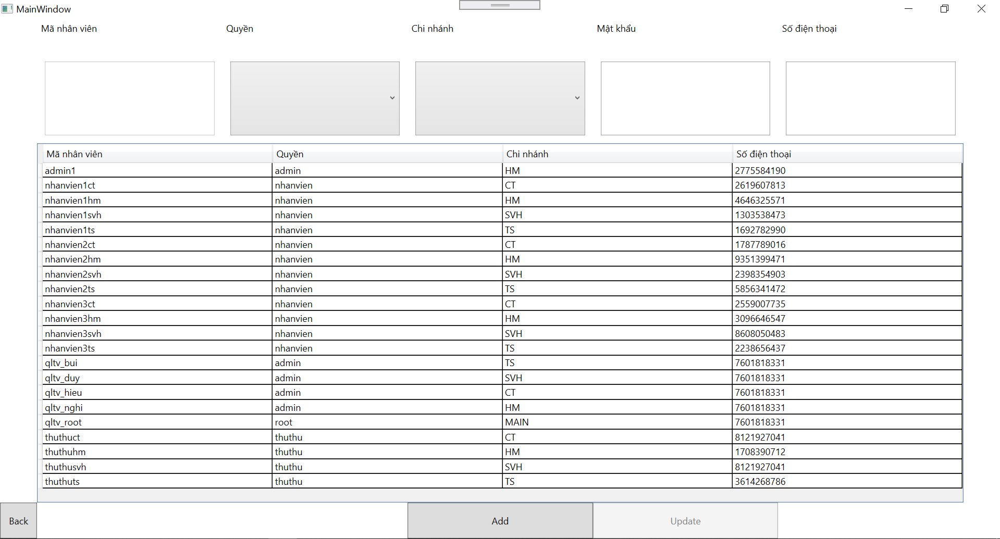 MainWindow
Mã nhân viên Quyền Chi nhánh Mật khẩu Số điện thoại
Mã nhân viên Quyền Chi nhánh Số điện thoại
admin1 admin HM 2775584190
nhanvien1ct nhanvien CT 2619607813
nhanvien1hm nhanvien HM 4646325571
nhanvien1svh nhanvien SVH 1303538473
nhanvien1ts nhanvien TS 1692782990
nhanvien2ct nhanvien CT 1787789016
nhanvien2hm nhanvien HM 9351399471
nhanvien2svh nhanvien SVH 2398354903
nhanvien2ts nhanvien TS 5856341472
nhanvien3ct nhanvien CT 2559007735
nhanvien3hm nhanvien HM 3096646547
nhanvien3svh nhanvien SVH 8608050483
nhanvien3ts nhanvien TS 2238656437
qltv_bui admin TS 7601818331
qltv_duy admin SVH 7601818331
qltv_hieu admin CT 7601818331
qltv_nghi admin HM 7601818331
qltv_root root MAIN 7601818331
thuthuct thuthu CT 8121927041
thuthuhm thuthu HM 1708390712
thuthusvh thuthu SVH 8121927041
thuthuts thuthu TS 3614268786
Back Add Update